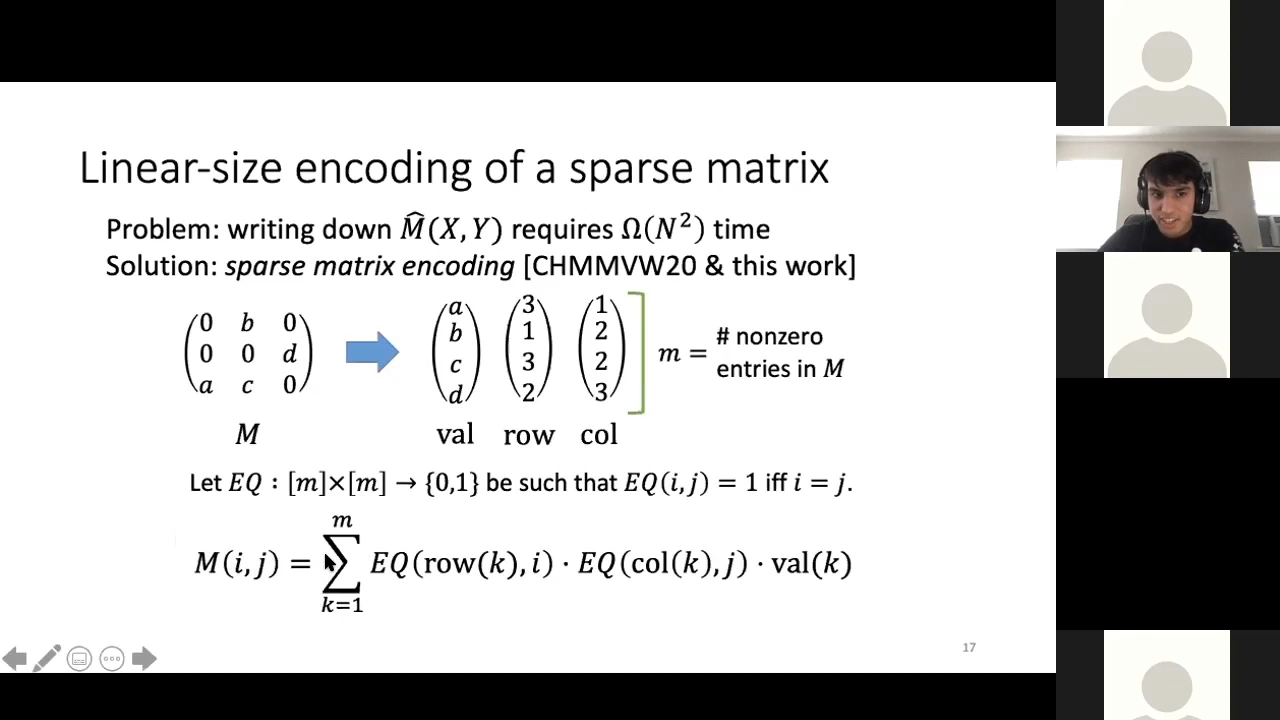 Linear-size encoding of a sparse matrix
Problem: writing down M̂(X, Y) requires Ω(N²) time
Solution: sparse matrix encoding [CHMMVW20 & this work]
0 b 0
0 0 d
a c 0
M
a
b
c
d
val
3
1
3
2
row
1
2
2
3
col
m = # nonzero
entries in M
Let EQ : [m]×[m] → {0,1} be such that EQ(i, j) = 1 iff i = j.
M(i, j) = ∑_{k=1}^{m} EQ(row(k), i) · EQ(col(k), j) · val(k)
17